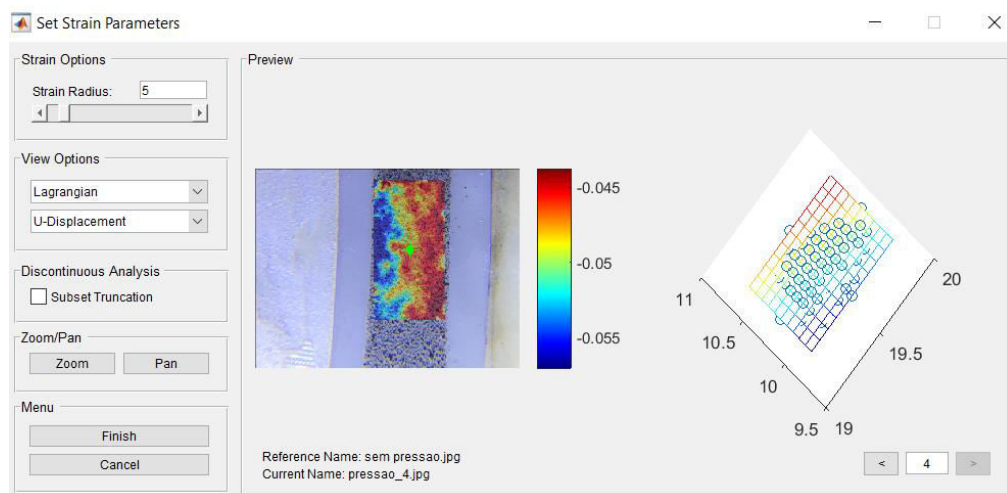 Set Strain Parameters
Strain Options
Strain Radius: 5
View Options
Lagrangian
U-Displacement
Discontinuous Analysis
Subset Truncation
Zoom/Pan
Zoom Pan
Menu
Finish
Cancel
Preview
-0.045
-0.05
-0.055
11
10.5
10
9.5
19
19.5
20
Reference Name: sem pressao.jpg
Current Name: pressao_4.jpg
< 4 >